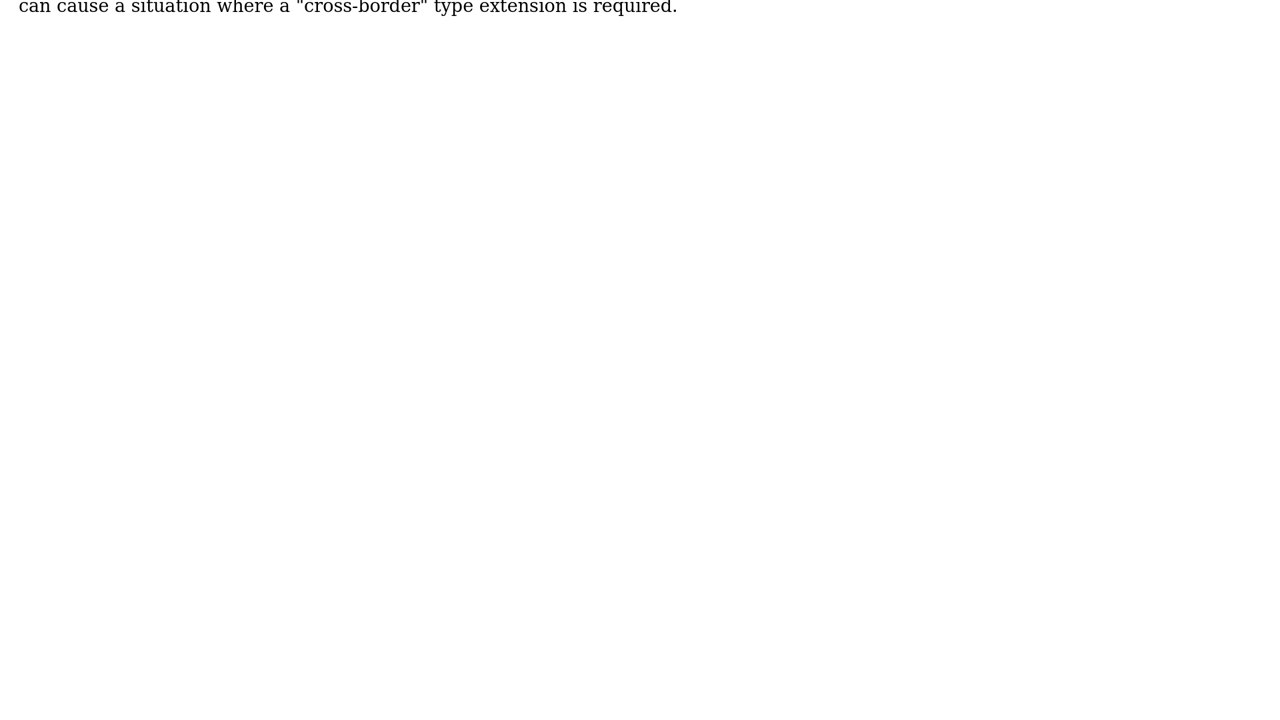 can cause a situation where a "cross-border" type extension is required.